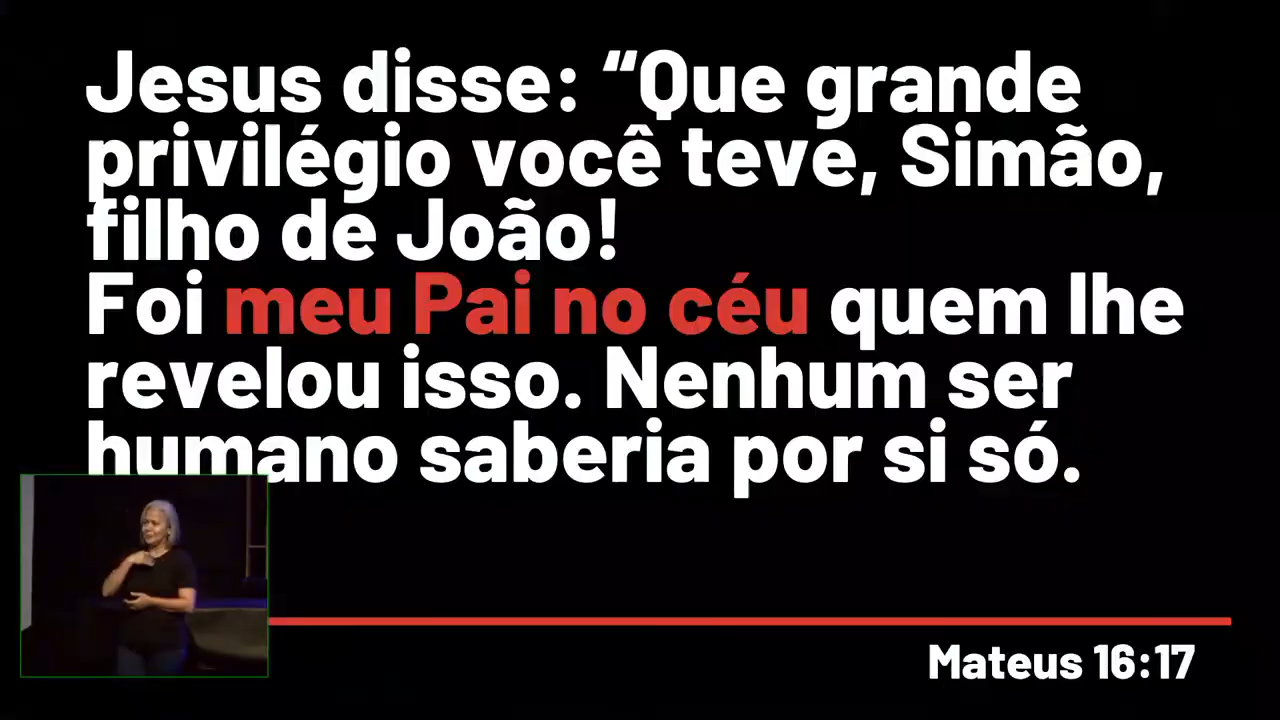 Jesus disse: “Que grande
privilégio você teve, Simão,
filho de João!
Foi meu Pai no céu quem lhe
revelou isso. Nenhum ser
humano saberia por si só.
Mateus 16:17